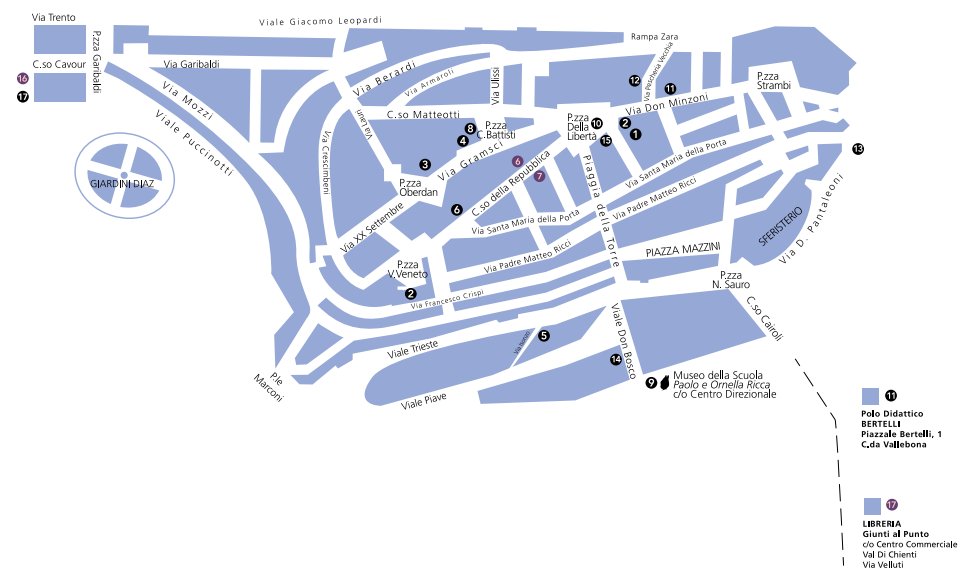 Via Trento
Viale Giacomo Leopardi
P.zza Garibaldi
Rampa Zara
C.so Cavour
Via Garibaldi
16
17
Via Mozzi
Viale Puccinotti
Via Berardi
Via Armaroli
Via Ulissi
Via Pescheria Vecchia
12
11
P.zza
Strambi
C.so Matteotti
Via Lauri
Via Crescimbeni
8
4
P.zza
C.Battisti
P.zza
Della
Libertà
10
2
1
15
Via Don Minzoni
13
GIARDINI DIAZ
3
Via Gramsci
P.zza
Oberdan
6
7
6
C.so della Repubblica
Piaggia della Torre
Via Santa Maria della Porta
Via Padre Matteo Ricci
Via XX Settembre
Via Santa Maria della Porta
Via Padre Matteo Ricci
SFERISTERIO
Via D. Pantaleoni
PIAZZA MAZZINI
P.zza
V.Veneto
2
P.zza
N. Sauro
Via Francesco Crispi
C.so Cairoli
Viale Trieste
5
Viale Don Bosco
14
P.le
Marconi
Viale Piave
9
Museo della Scuola
Paolo e Ornella Ricca
c/o Centro Direzionale
11
Polo Didattico
BERTELLI
Piazzale Bertelli, 1
C.da Vallebona
17
LIBRERIA
Giunti al Punto
c/o Centro Commerciale
Val Di Chienti
Via Velluti